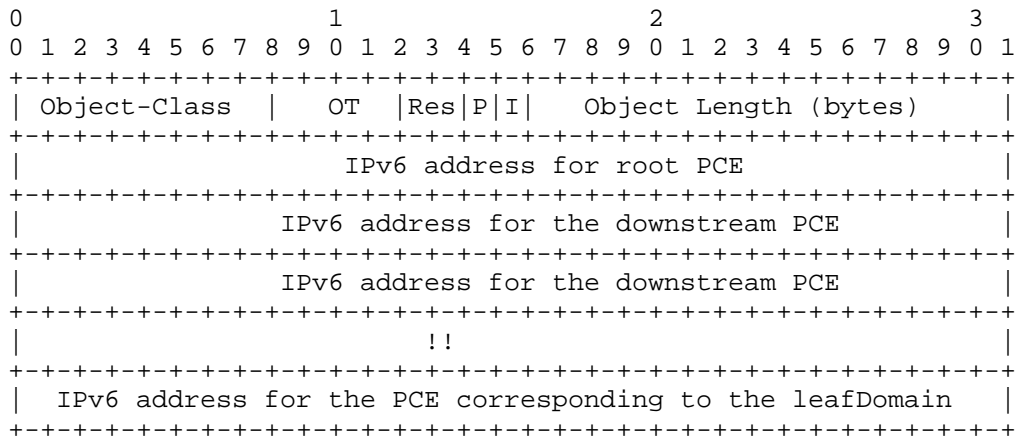 0                   1                   2                   3
0 1 2 3 4 5 6 7 8 9 0 1 2 3 4 5 6 7 8 9 0 1 2 3 4 5 6 7 8 9 0 1
+-+-+-+-+-+-+-+-+-+-+-+-+-+-+-+-+-+-+-+-+-+-+-+-+-+-+-+-+-+-+-+
| Object-Class  |   OT  |Res|P|I|   Object Length (bytes)     |
+-+-+-+-+-+-+-+-+-+-+-+-+-+-+-+-+-+-+-+-+-+-+-+-+-+-+-+-+-+-+-+
|                    IPv6 address for root PCE                |
+-+-+-+-+-+-+-+-+-+-+-+-+-+-+-+-+-+-+-+-+-+-+-+-+-+-+-+-+-+-+-+
|                IPv6 address for the downstream PCE          |
+-+-+-+-+-+-+-+-+-+-+-+-+-+-+-+-+-+-+-+-+-+-+-+-+-+-+-+-+-+-+-+
|                IPv6 address for the downstream PCE          |
+-+-+-+-+-+-+-+-+-+-+-+-+-+-+-+-+-+-+-+-+-+-+-+-+-+-+-+-+-+-+-+
|                         !!                                  |
+-+-+-+-+-+-+-+-+-+-+-+-+-+-+-+-+-+-+-+-+-+-+-+-+-+-+-+-+-+-+-+
|  IPv6 address for the PCE corresponding to the leafDomain   |
+-+-+-+-+-+-+-+-+-+-+-+-+-+-+-+-+-+-+-+-+-+-+-+-+-+-+-+-+-+-+-+